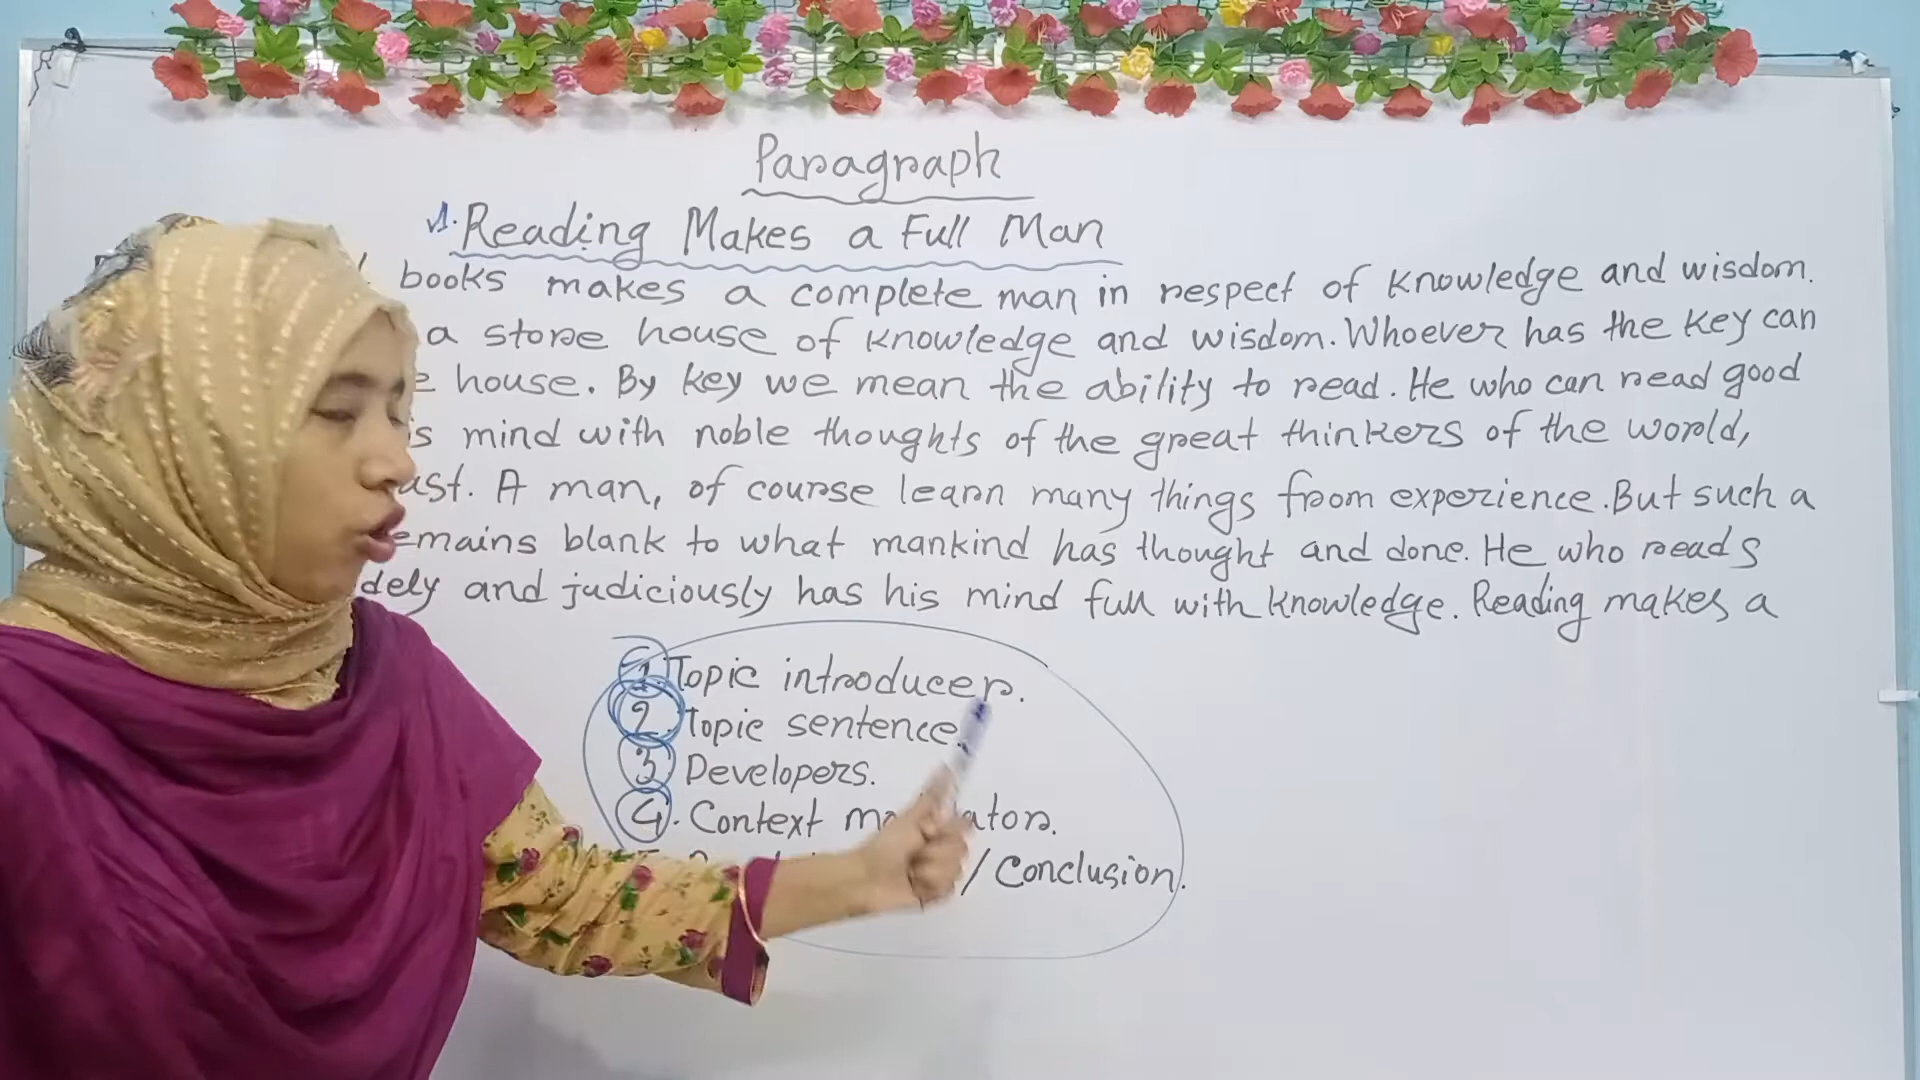 Paragraph
1. Reading Makes a Full Man
books makes a complete man in respect of knowledge and wisdom.
a store house of knowledge and wisdom. Whoever has the key can
house. By key we mean the ability to read. He who can read good
mind with noble thoughts of the great thinkers of the world,
A man, of course learn many things from experience. But such a
blank to what mankind has thought and done. He who reads
and judiciously has his mind full with knowledge. Reading makes a
1. Topic introducer.
2. Topic sentence.
3. Developers.
4. Context
/ Conclusion.